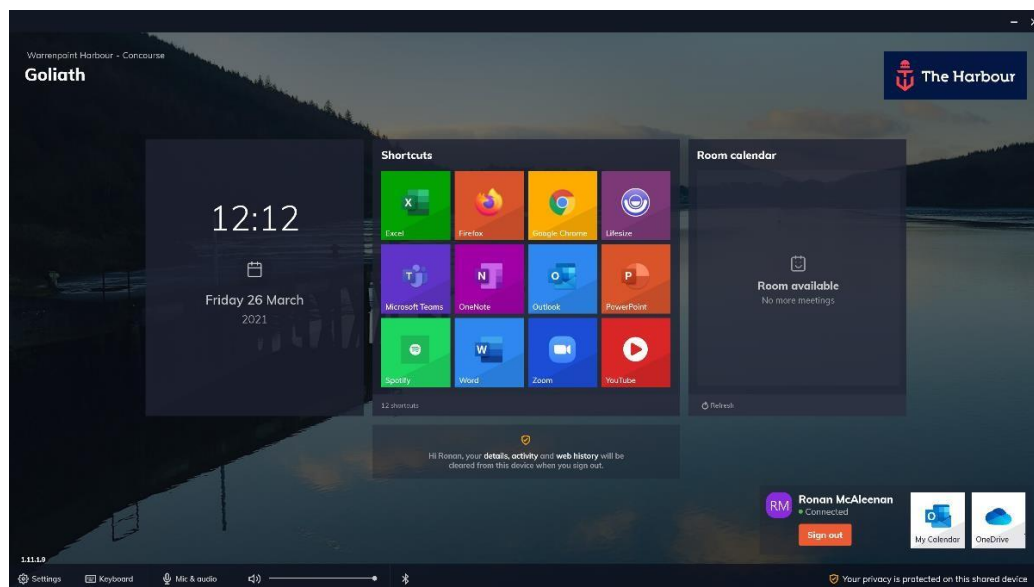 Warrenpoint Harbour - Concourse
Goliath
The Harbour
12:12
Friday 26 March
2021
Shortcuts
Excel
Firefox
Google Chrome
Lifesize
Microsoft Teams
OneNote
Outlook
PowerPoint
Spotify
Word
Zoom
YouTube
12 shortcuts
Room calendar
Room available
No more meetings
Refresh
Hi Ronan, your details, activity and web history will be
cleared from this device when you sign out.
RM
Ronan McAleenan
Connected
Sign out
My Calendar
OneDrive
1.11.1.9
Settings
Keyboard
Mic & audio
Your privacy is protected on this shared device